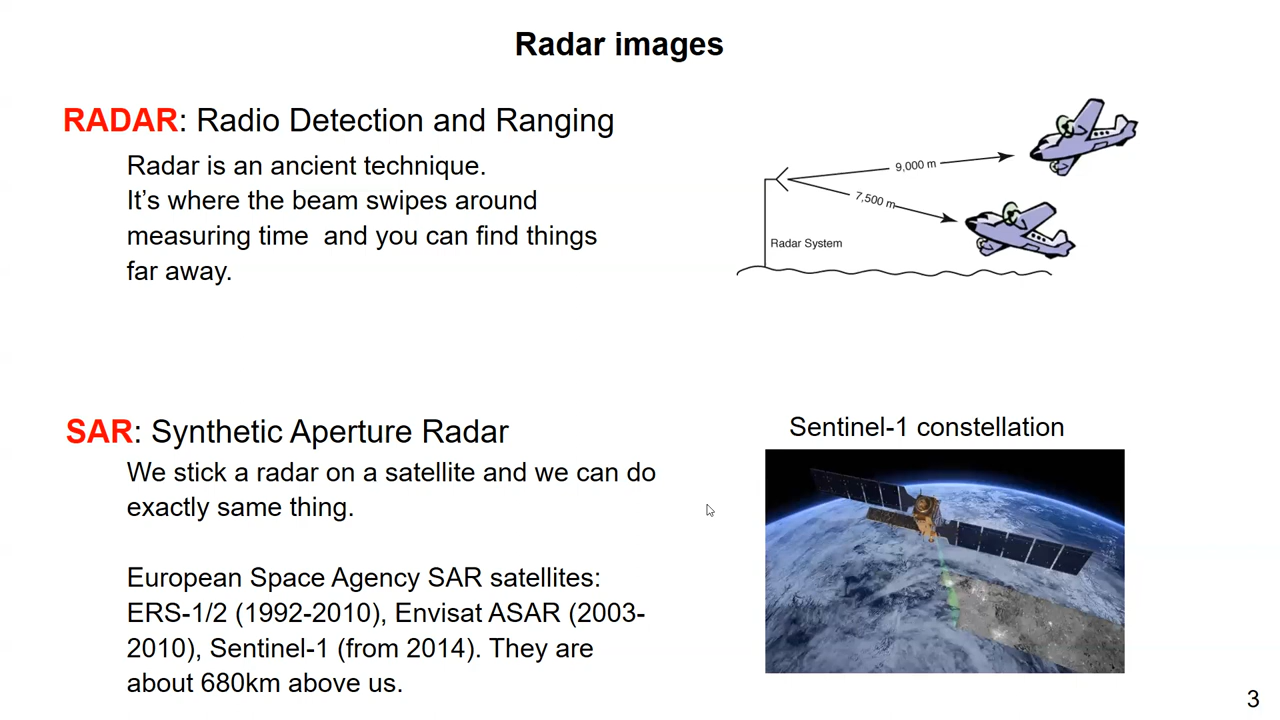 Radar images
RADAR: Radio Detection and Ranging
Radar is an ancient technique.
It’s where the beam swipes around
measuring time  and you can find things
far away.
9,000 m
7,500 m
Radar System
SAR: Synthetic Aperture Radar
We stick a radar on a satellite and we can do
exactly same thing.
European Space Agency SAR satellites:
ERS-1/2 (1992-2010), Envisat ASAR (2003-
2010), Sentinel-1 (from 2014). They are
about 680km above us.
Sentinel-1 constellation
3